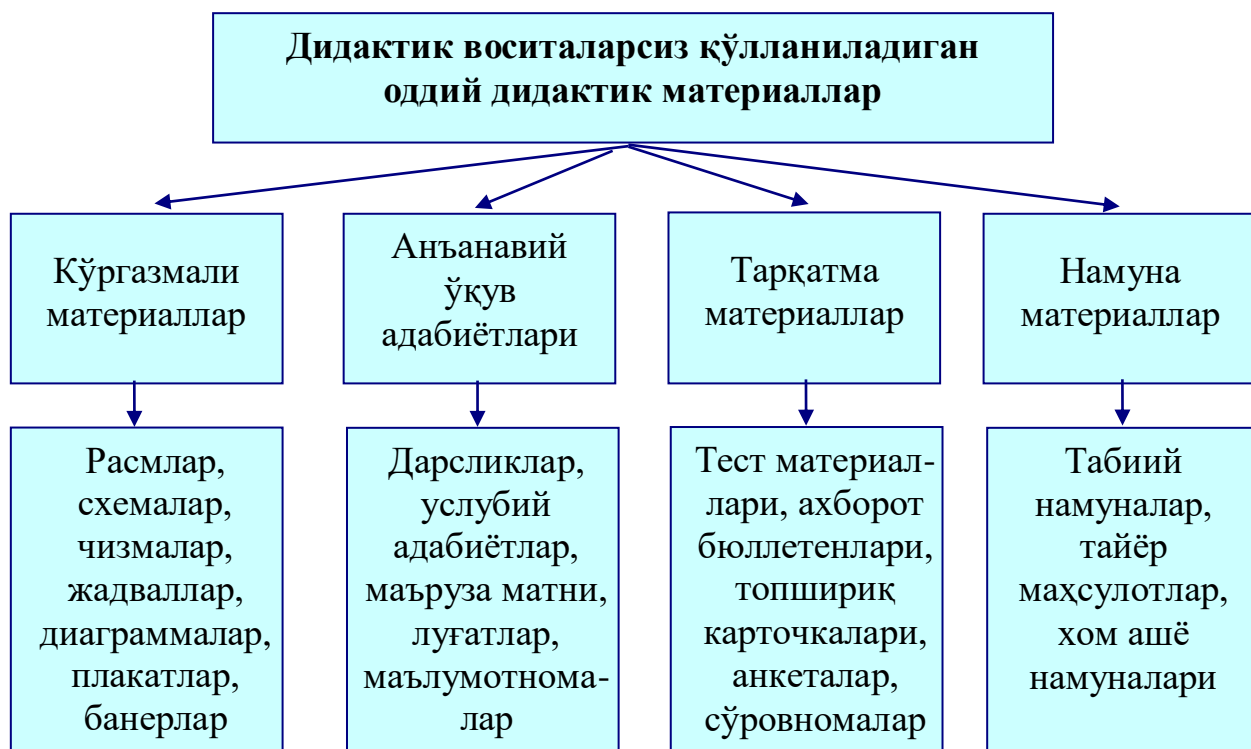 Дидактик воситаларсиз қўлланиладиган
оддий дидактик материаллар
Кўргазмали
материаллар
Анъанавий
ўқув
адабиётлари
Тарқатма
материаллар
Намуна
материаллар
Расмлар,
схемалар,
чизмалар,
жадваллар,
диаграммалар,
плакатлар,
банерлар
Дарсликлар,
услубий
адабиётлар,
маъруза матни,
луғатлар,
маълумотнома-
лар
Тест материал-
лари, ахборот
бюллетенлари,
топшириқ
карточкалари,
анкеталар,
сўровномалар
Табиий
намуналар,
тайёр
маҳсулотлар,
хом ашё
намуналари